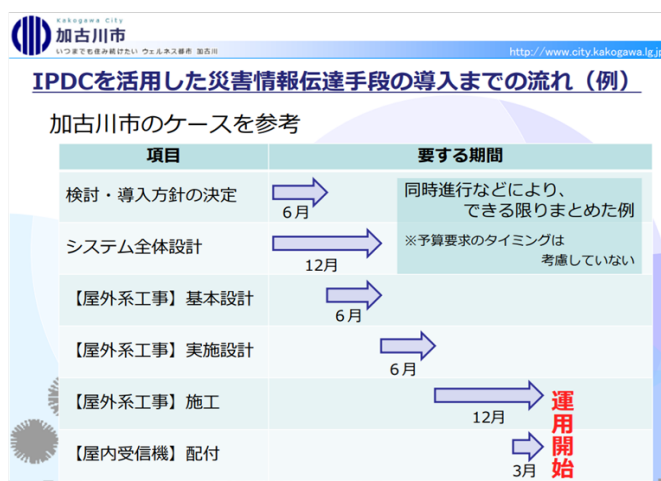 Kakogawa City
加古川市
いつまでも住み続けたい ウェルネス都市 加古川
http://www.city.kakogawa.lg.jp
IPDCを活用した災害情報伝達手段の導入までの流れ（例）
加古川市のケースを参考
項目
要する期間
検討・導入方針の決定
6月
同時進行などにより、
できる限りまとめた例
※予算要求のタイミングは
考慮していない
システム全体設計
12月
【屋外系工事】基本設計
6月
【屋外系工事】実施設計
6月
【屋外系工事】施工
12月
【屋内受信機】配付
3月
運用開始